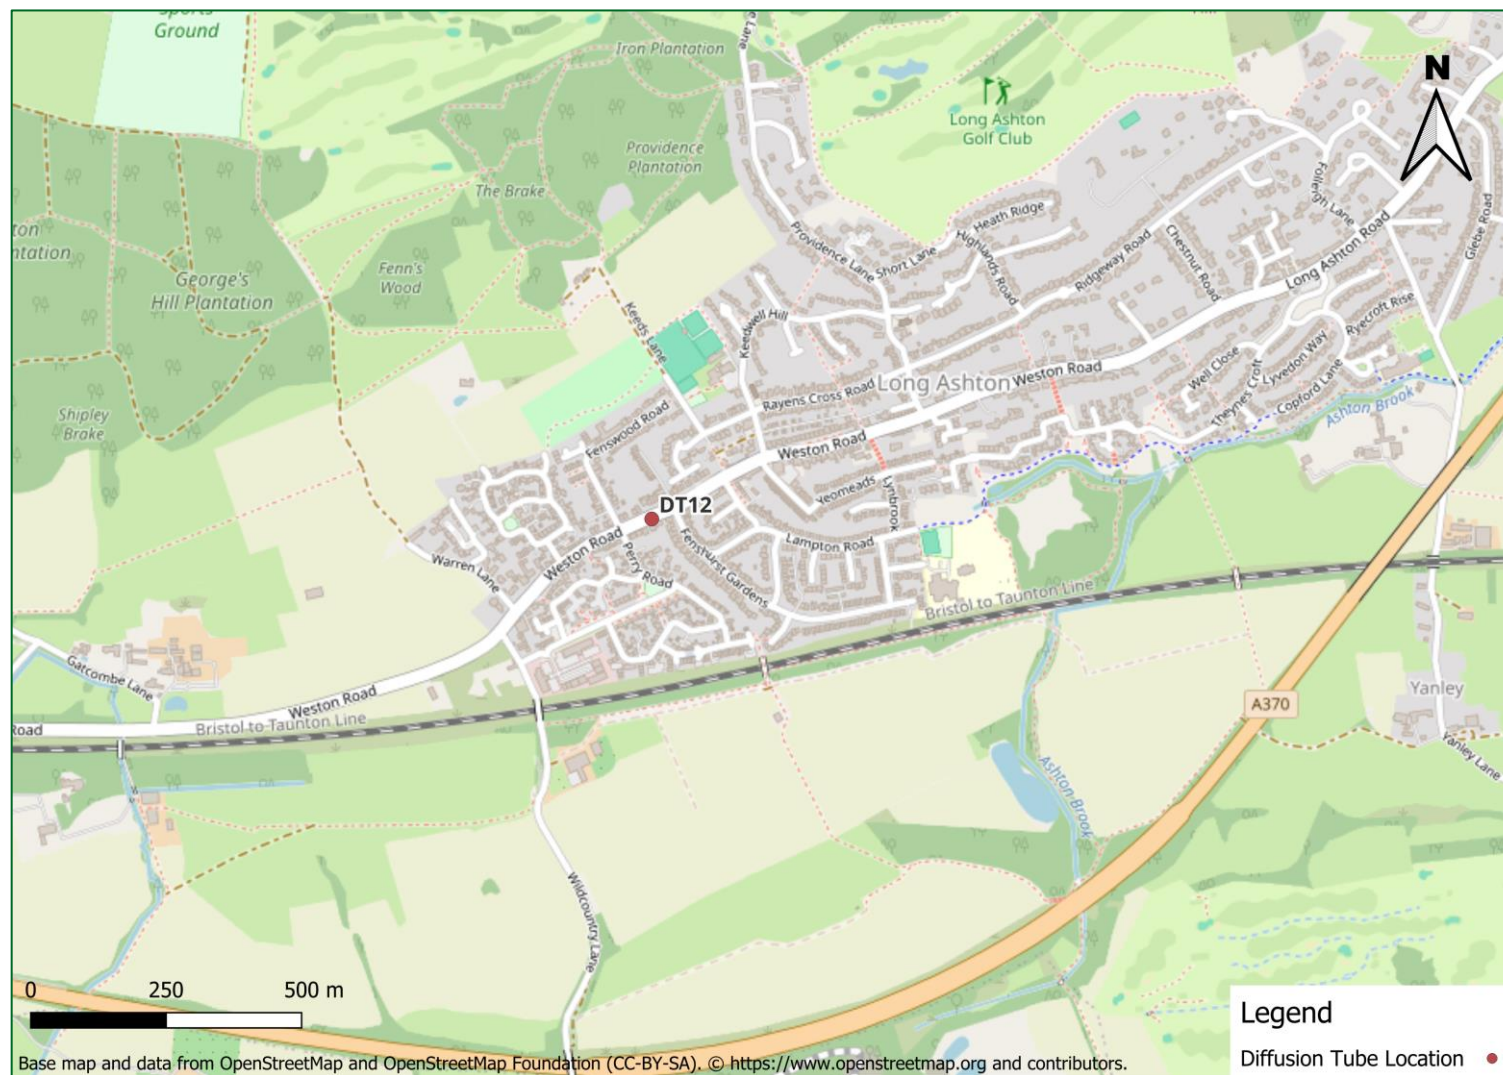 Sports
Ground
Iron Plantation
Providence
Plantation
The Brake
George's
Hill Plantation
Fenn's
Wood
Shipley
Brake
Long Ashton
Golf Club
N
Heath Ridge
Providence Lane
Short Lane
Highlands Road
Ridgeway Road
Chestnut Road
Folleigh Lane
Long Ashton Road
Glebe Road
Keeds Lane
Keedwell Hill
Ravens Cross Road
Long Ashton
Weston Road
Well Close
Theynes Croft
Lyvedon Way
Ryecroft Rise
Copford Lane
Ashton Brook
Fenswood Road
Weston Road
Yeomeads
Lynbrook
DT12
Weston Road
Lampton Road
Fenshurst Gardens
Perry Road
Warren Lane
Bristol to Taunton Line
Gatcombe Lane
Weston Road
Bristol to Taunton Line
Road
A370
Yanley
Yanley Lane
Ashton Brook
Wildcountry Lane
0 250 500 m
Legend
Diffusion Tube Location
Base map and data from OpenStreetMap and OpenStreetMap Foundation (CC-BY-SA). © https://www.openstreetmap.org and contributors.